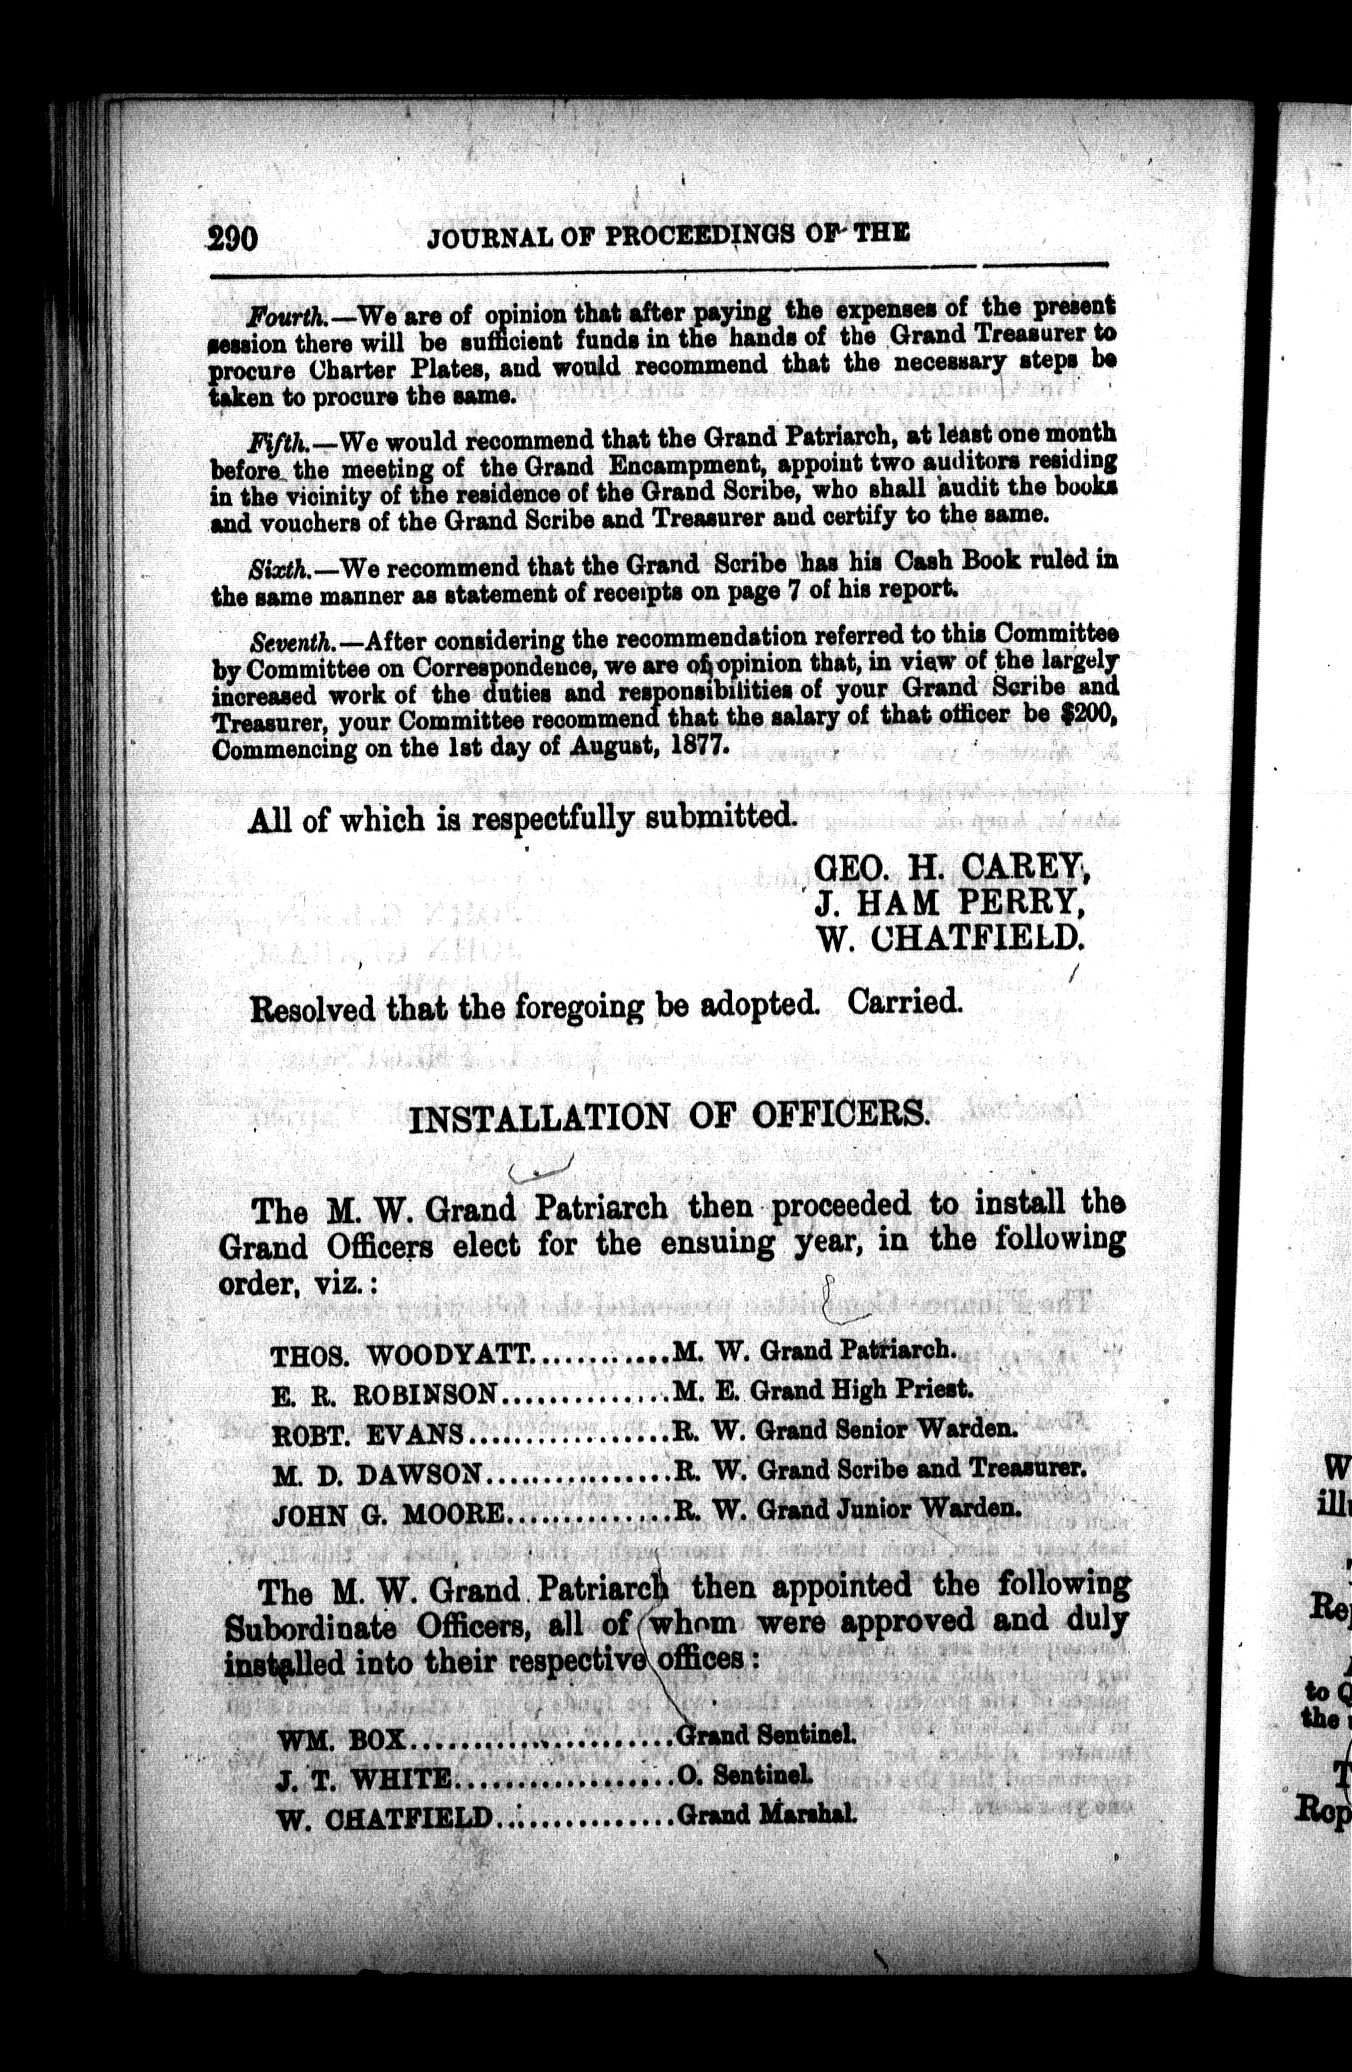 290 JOURNAL OF PROCEEDINGS OF THE
Fourth.—We are of opinion that after paying the expenses of the present
session there will be sufficient funds in the hands of the Grand Treasurer to
procure Charter Plates, and would recommend that the necessary steps be
taken to procure the same.
Fifth.—We would recommend that the Grand Patriarch, at least one month
before the meeting of the Grand Encampment, appoint two auditors residing
in the vicinity of the residence of the Grand Scribe, who shall audit the books
and vouchers of the Grand Scribe and Treasurer and certify to the same.
Sixth.—We recommend that the Grand Scribe has his Cash Book ruled in
the same manner as statement of receipts on page 7 of his report.
Seventh.—After considering the recommendation referred to this Committee
by Committee on Correspondence, we are of opinion that, in view of the largely
increased work of the duties and responsibilities of your Grand Scribe and
Treasurer, your Committee recommend that the salary of that officer be $200,
Commencing on the 1st day of August, 1877.
All of which is respectfully submitted.
GEO. H. CAREY,
J. HAM PERRY,
W. CHATFIELD.
Resolved that the foregoing be adopted. Carried.
INSTALLATION OF OFFICERS.
The M. W. Grand Patriarch then proceeded to install the
Grand Officers elect for the ensuing year, in the following
order, viz.:
THOS. WOODYATT............M. W. Grand Patriarch.
E. R. ROBINSON..............M. E. Grand High Priest.
ROBT. EVANS.................R. W. Grand Senior Warden.
M. D. DAWSON................R. W. Grand Scribe and Treasurer.
JOHN G. MOORE..............R. W. Grand Junior Warden.
The M. W. Grand Patriarch then appointed the following
Subordinate Officers, all of whom were approved and duly
installed into their respective offices:
WM. BOX.......................Grand Sentinel.
J. T. WHITE...................O. Sentinel.
W. CHATFIELD................Grand Marshal.